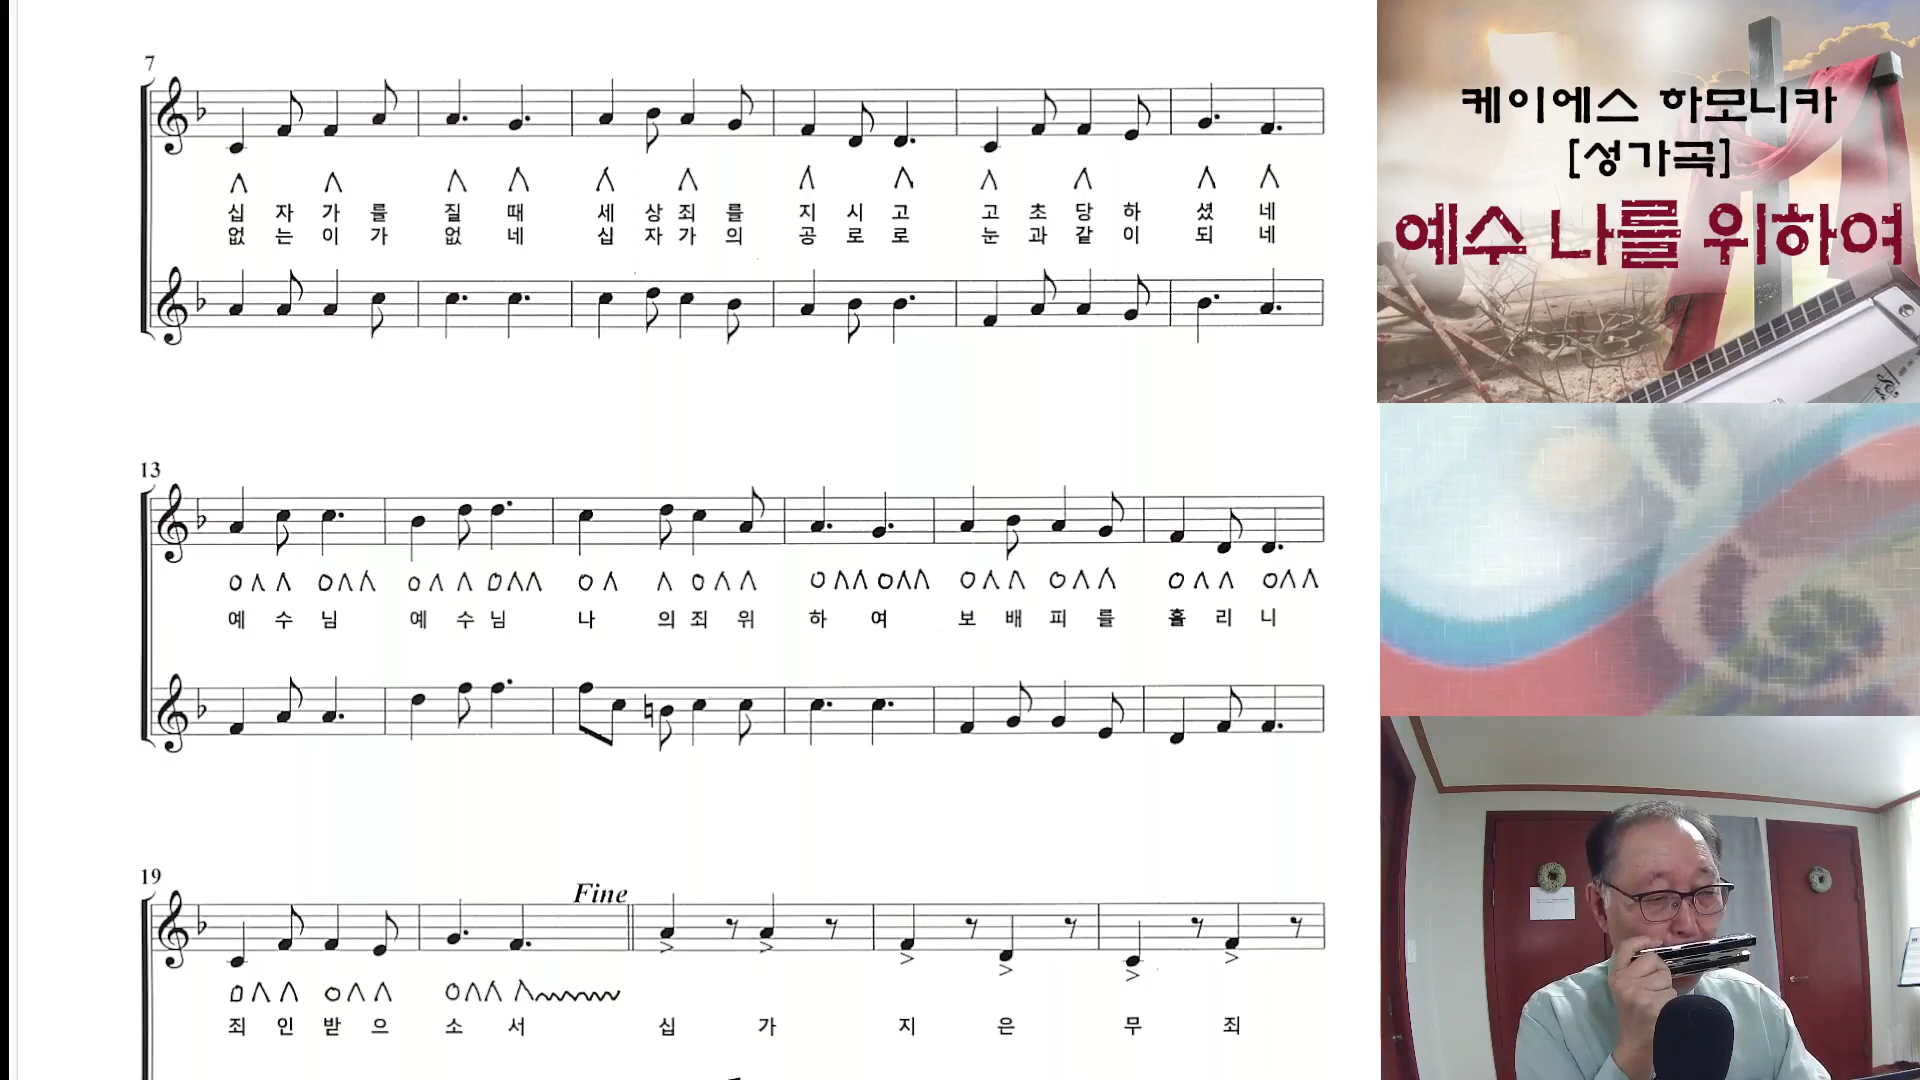 7
십 자 가 를 질 때 세 상 죄 를 지 시 고 고 초 당 하 셨 네
없 는 이 가 없 네 십 자 가 의 공 로 로 눈 과 같 이 되 네
13
예 수 님 예 수 님 나 의 죄 위 하 여 보 배 피 를 흘 리 니
19
Fine
죄 인 받 으 소 서 십 가 지 은 무 죄
케이에스 하모니카
[성가곡]
예수 나를 위하여